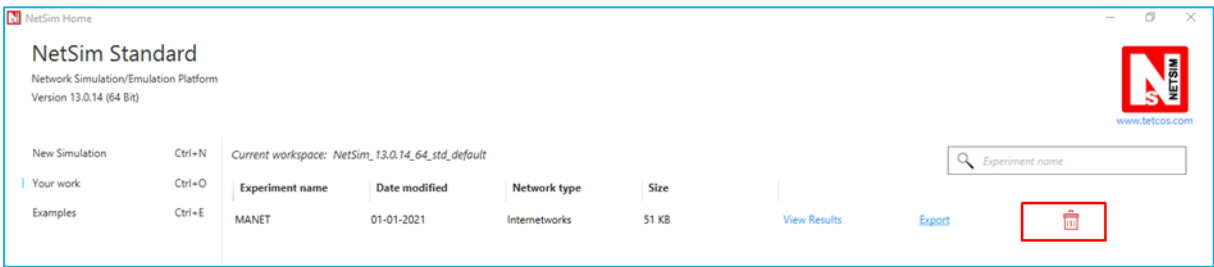 NetSim Home
NetSim Standard
Network Simulation/Emulation Platform
Version 13.0.14 (64 Bit)
NS NETSIM
www.tetcos.com
New Simulation Ctrl+N
Your work Ctrl+O
Examples Ctrl+E
Current workspace: NetSim_13.0.14_64_std_default
Experiment name
Experiment name Date modified Network type Size
MANET 01-01-2021 Internetworks 51 KB View Results Export